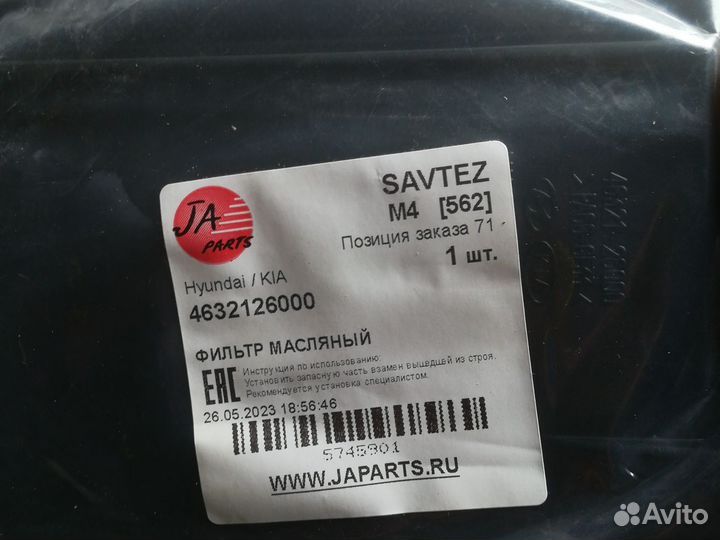 JA
PARTS
SAVTEZ
M4 [562]
Позиция заказа 71
1 шт.
Hyundai / KIA
4632126000
ФИЛЬТР МАСЛЯНЫЙ
EAC
Инструкция по использованию:
Установить запасную часть взамен вышедшей из строя.
Рекомендуется установка специалистом.
26.05.2023 18:56:46
5745901
WWW.JAPARTS.RU
Avito